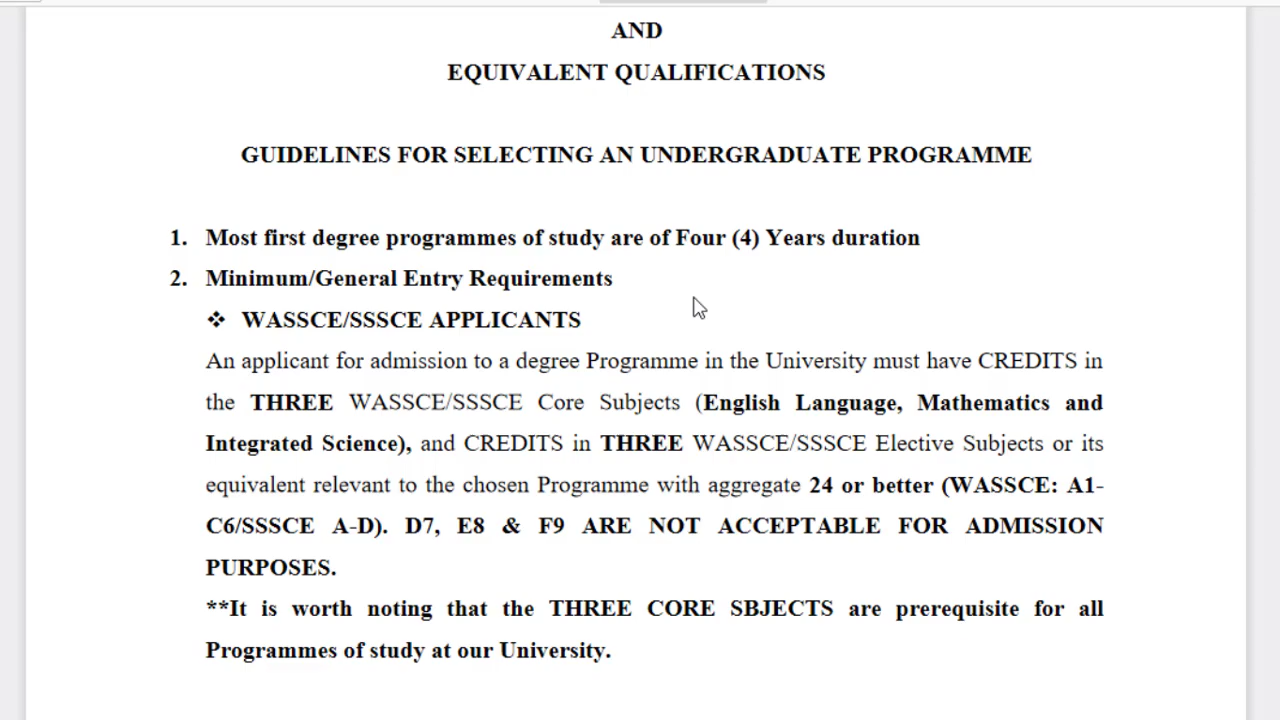 AND
EQUIVALENT QUALIFICATIONS
GUIDELINES FOR SELECTING AN UNDERGRADUATE PROGRAMME
1. Most first degree programmes of study are of Four (4) Years duration
2. Minimum/General Entry Requirements
❖ WASSCE/SSSCE APPLICANTS
An applicant for admission to a degree Programme in the University must have CREDITS in
the THREE WASSCE/SSSCE Core Subjects (English Language, Mathematics and
Integrated Science), and CREDITS in THREE WASSCE/SSSCE Elective Subjects or its
equivalent relevant to the chosen Programme with aggregate 24 or better (WASSCE: A1-
C6/SSSCE A-D). D7, E8 & F9 ARE NOT ACCEPTABLE FOR ADMISSION
PURPOSES.
**It is worth noting that the THREE CORE SBJECTS are prerequisite for all
Programmes of study at our University.